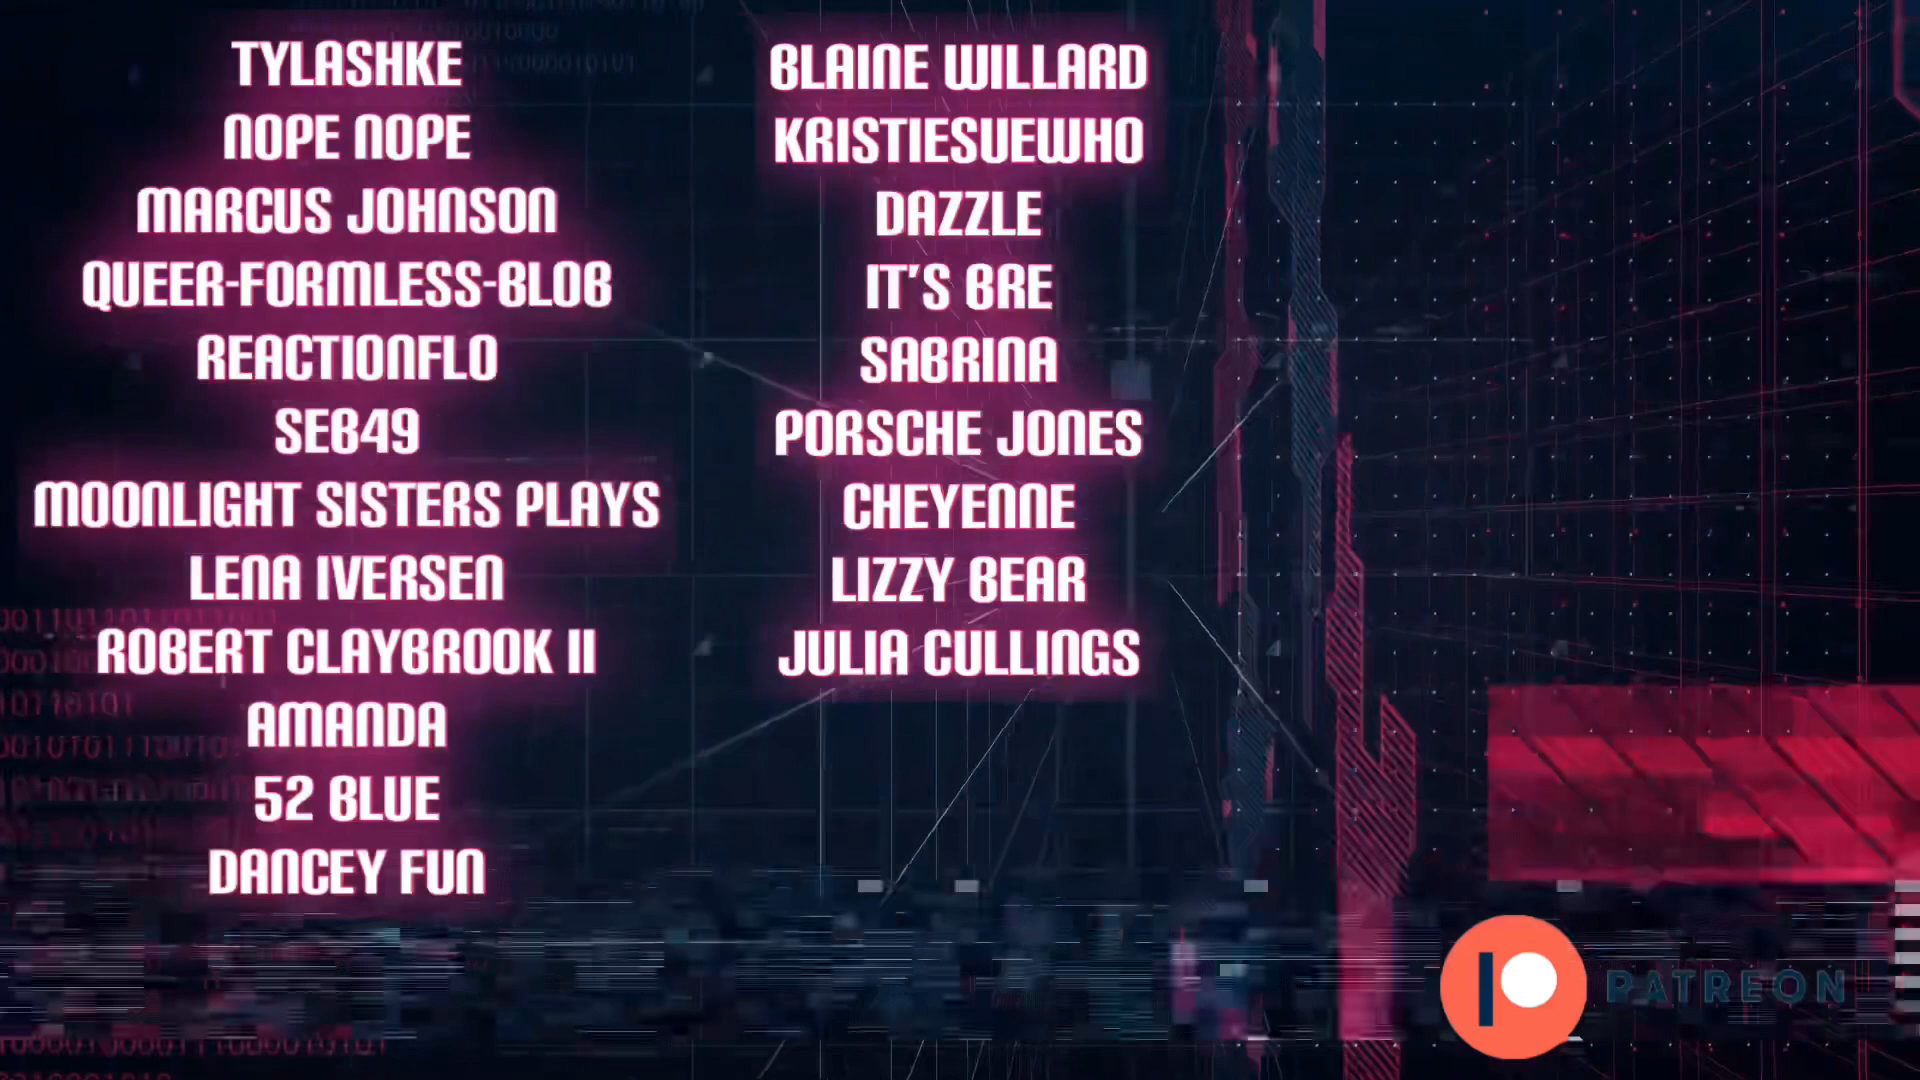 TYLASHKE
NOPE NOPE
MARCUS JOHNSON
QUEER-FORMLESS-BLOB
REACTIONFLO
SEB49
MOONLIGHT SISTERS PLAYS
LENA IVERSEN
ROBERT CLAYBROOK II
AMANDA
52 BLUE
DANCEY FUN
BLAINE WILLARD
KRISTIESUEWHO
DAZZLE
IT'S BRE
SABRINA
PORSCHE JONES
CHEYENNE
LIZZY BEAR
JULIA CULLINGS
PATREON